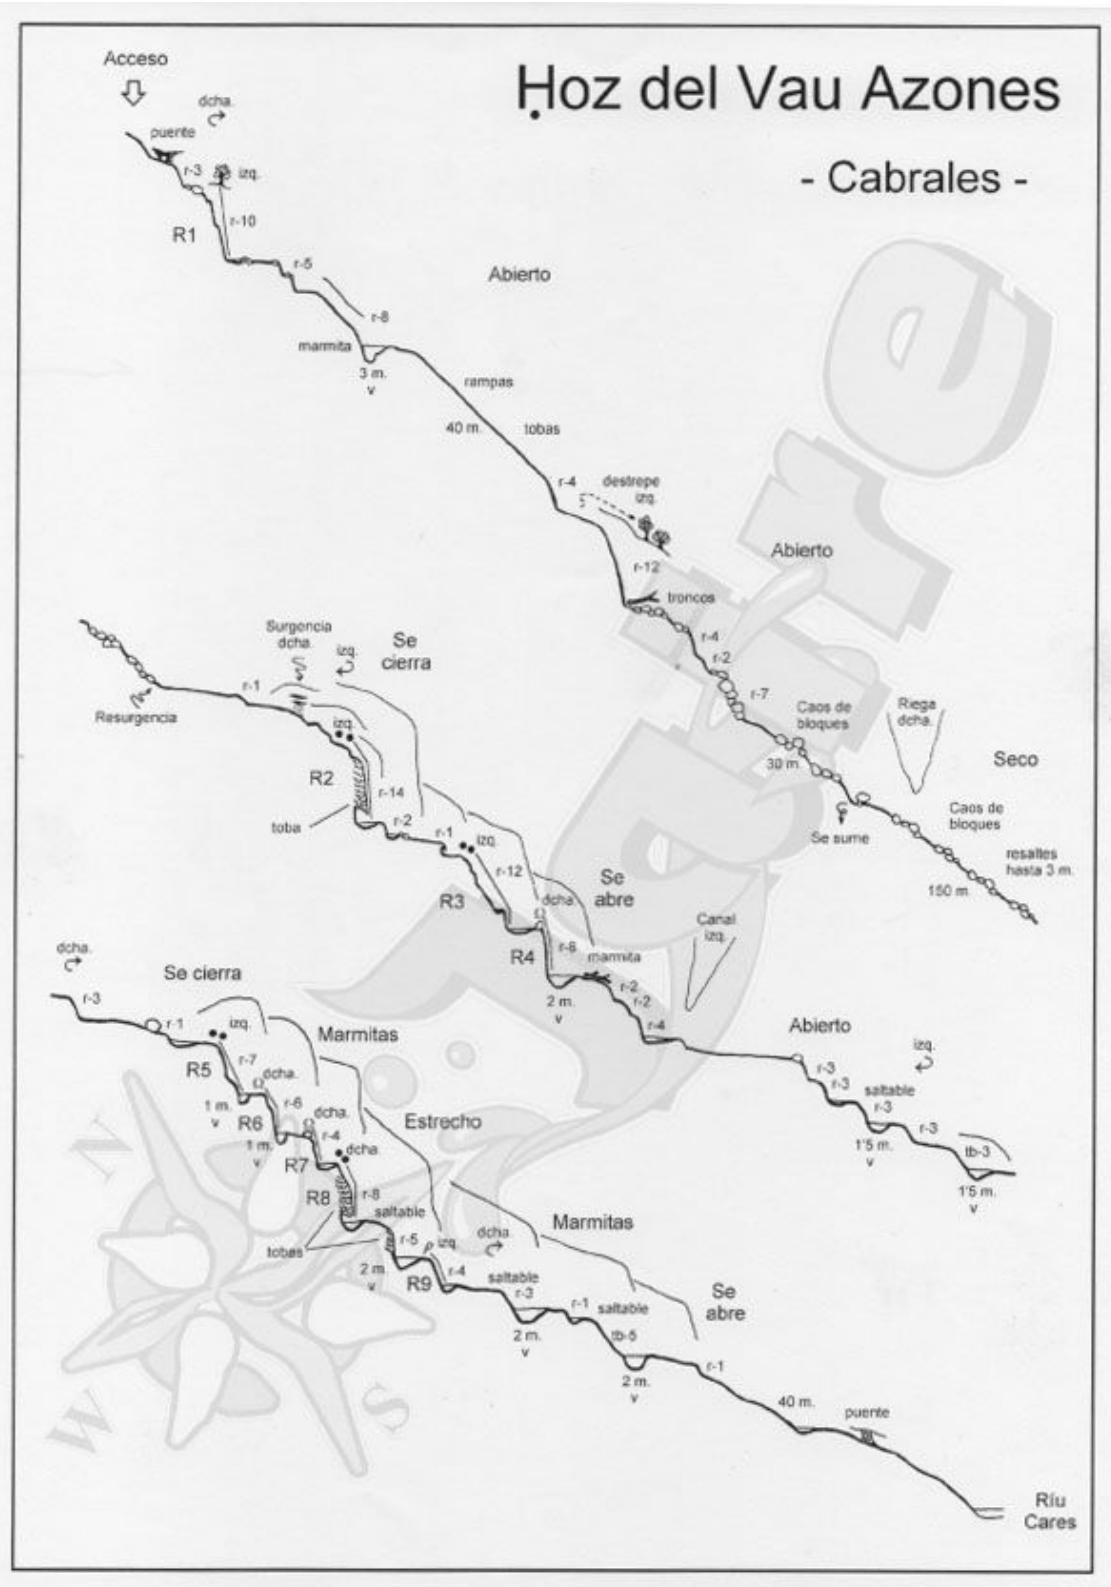 Acceso
Ḥoz del Vau Azones
- Cabrales -
dcha.
puente
r-3
izq.
r-10
R1
r-5
Abierto
r-8
marmita
3 m.
v
rampas
40 m.
tobas
r-4
destrepe
izq.
Abierto
r-12
troncos
r-4
r-2
r-7
Caos de
bloques
30 m.
Riega
dcha.
Seco
Se sume
Caos de
bloques
resaltes
hasta 3 m.
150 m.
Resurgencia
r-1
Surgencia
dcha.
izq.
Se
cierra
izq.
R2
r-14
toba
r-2
r-1
izq.
r-12
R3
dcha.
Se
abre
R4
r-6
marmita
2 m.
v
r-2
r-2
r-4
Canal
izq.
Abierto
izq.
r-3
r-3
saltable
r-3
1'5 m.
v
r-3
tb-3
1'5 m.
v
dcha.
r-3
Se cierra
r-1
izq.
R5
r-7
Marmitas
dcha.
1 m.
v
R6
r-6
dcha.
1 m.
v
R7
r-4
dcha.
Estrecho
R8
r-8
saltable
tobas
r-5
izq.
dcha.
2 m.
v
R9
r-4
Marmitas
saltable
r-3
2 m.
v
r-1
saltable
tb-5
2 m.
v
Se
abre
r-1
40 m.
puente
Ríu
Cares
N
W
S